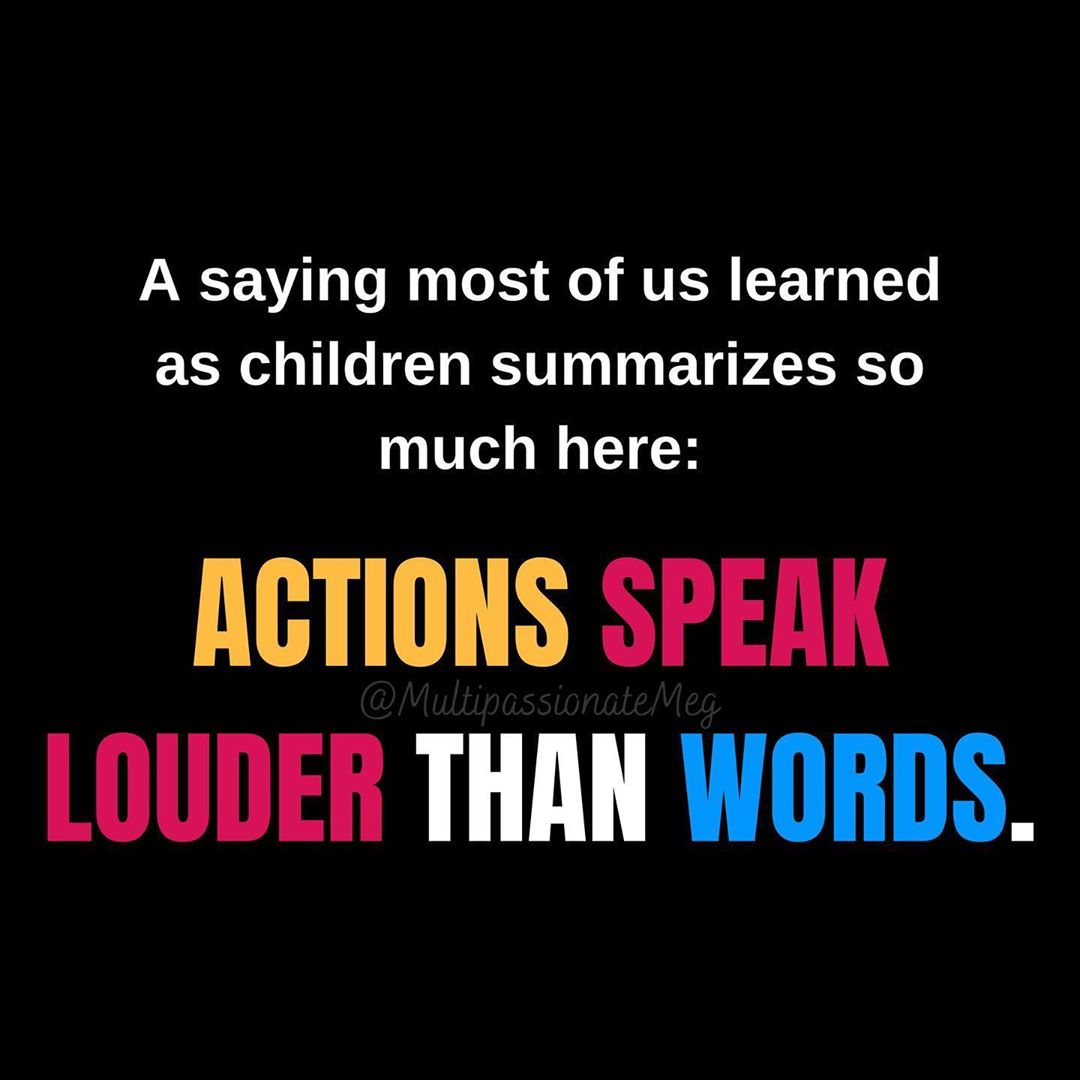 A saying most of us learned
as children summarizes so
much here:
ACTIONS SPEAK
@MultipassionateMeg
LOUDER THAN WORDS.